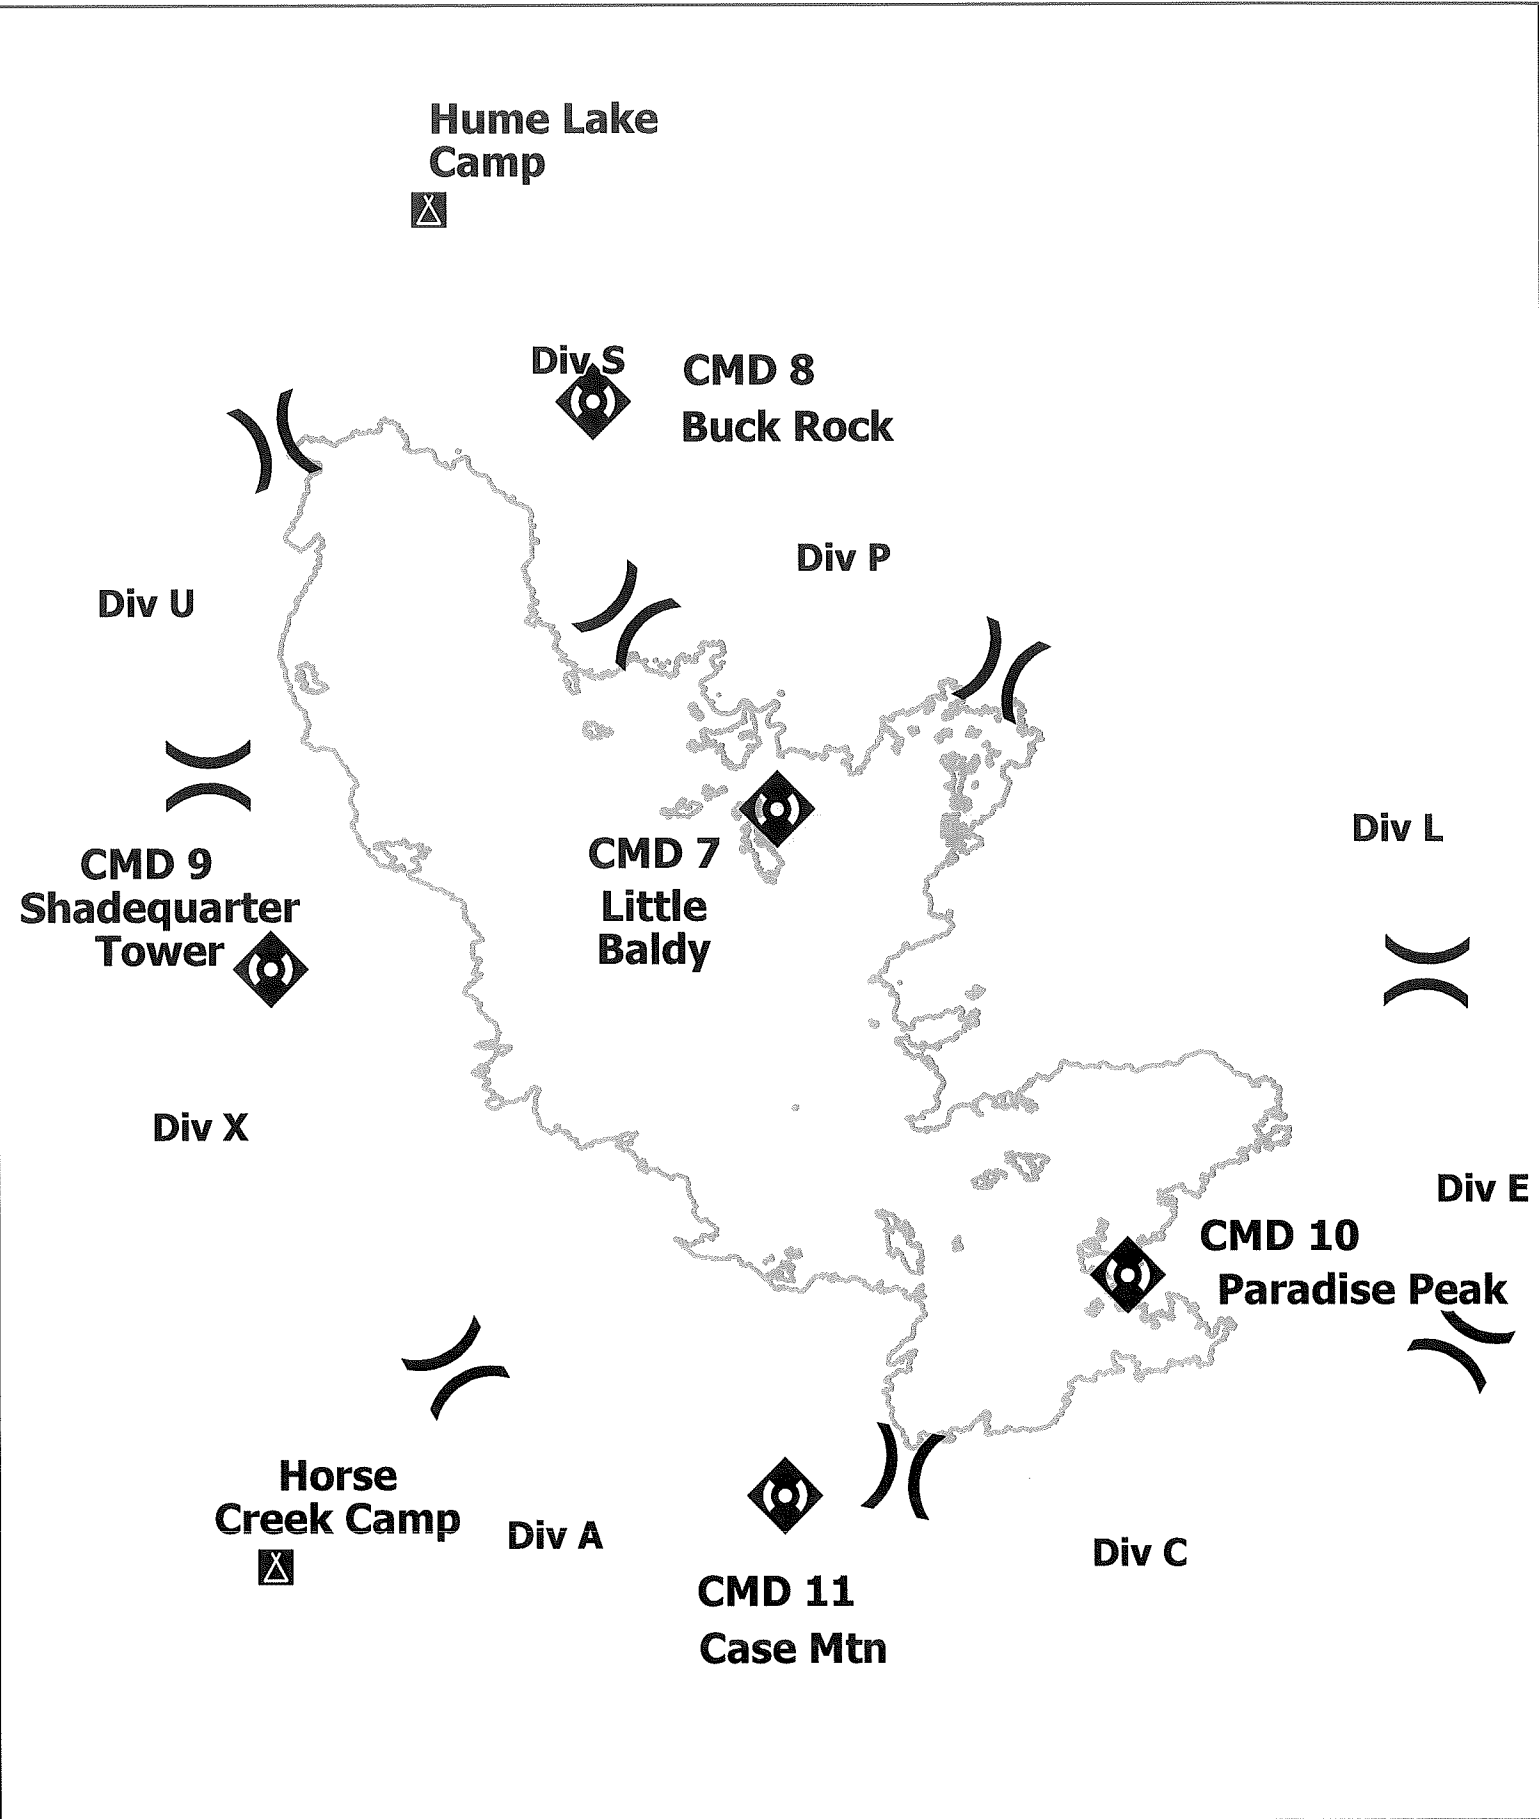 Hume Lake
Camp
Div S
CMD 8
Buck Rock
Div P
Div U
Div L
CMD 9
Shadequarter
Tower
CMD 7
Little
Baldy
Div X
Div E
CMD 10
Paradise Peak
Horse
Creek Camp
Div A
Div C
CMD 11
Case Mtn